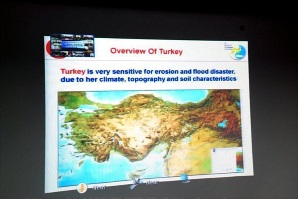 Overview Of Turkey
Turkey is very sensitive for erosion and flood disaster,
due to her climate, topography and soil characteristics